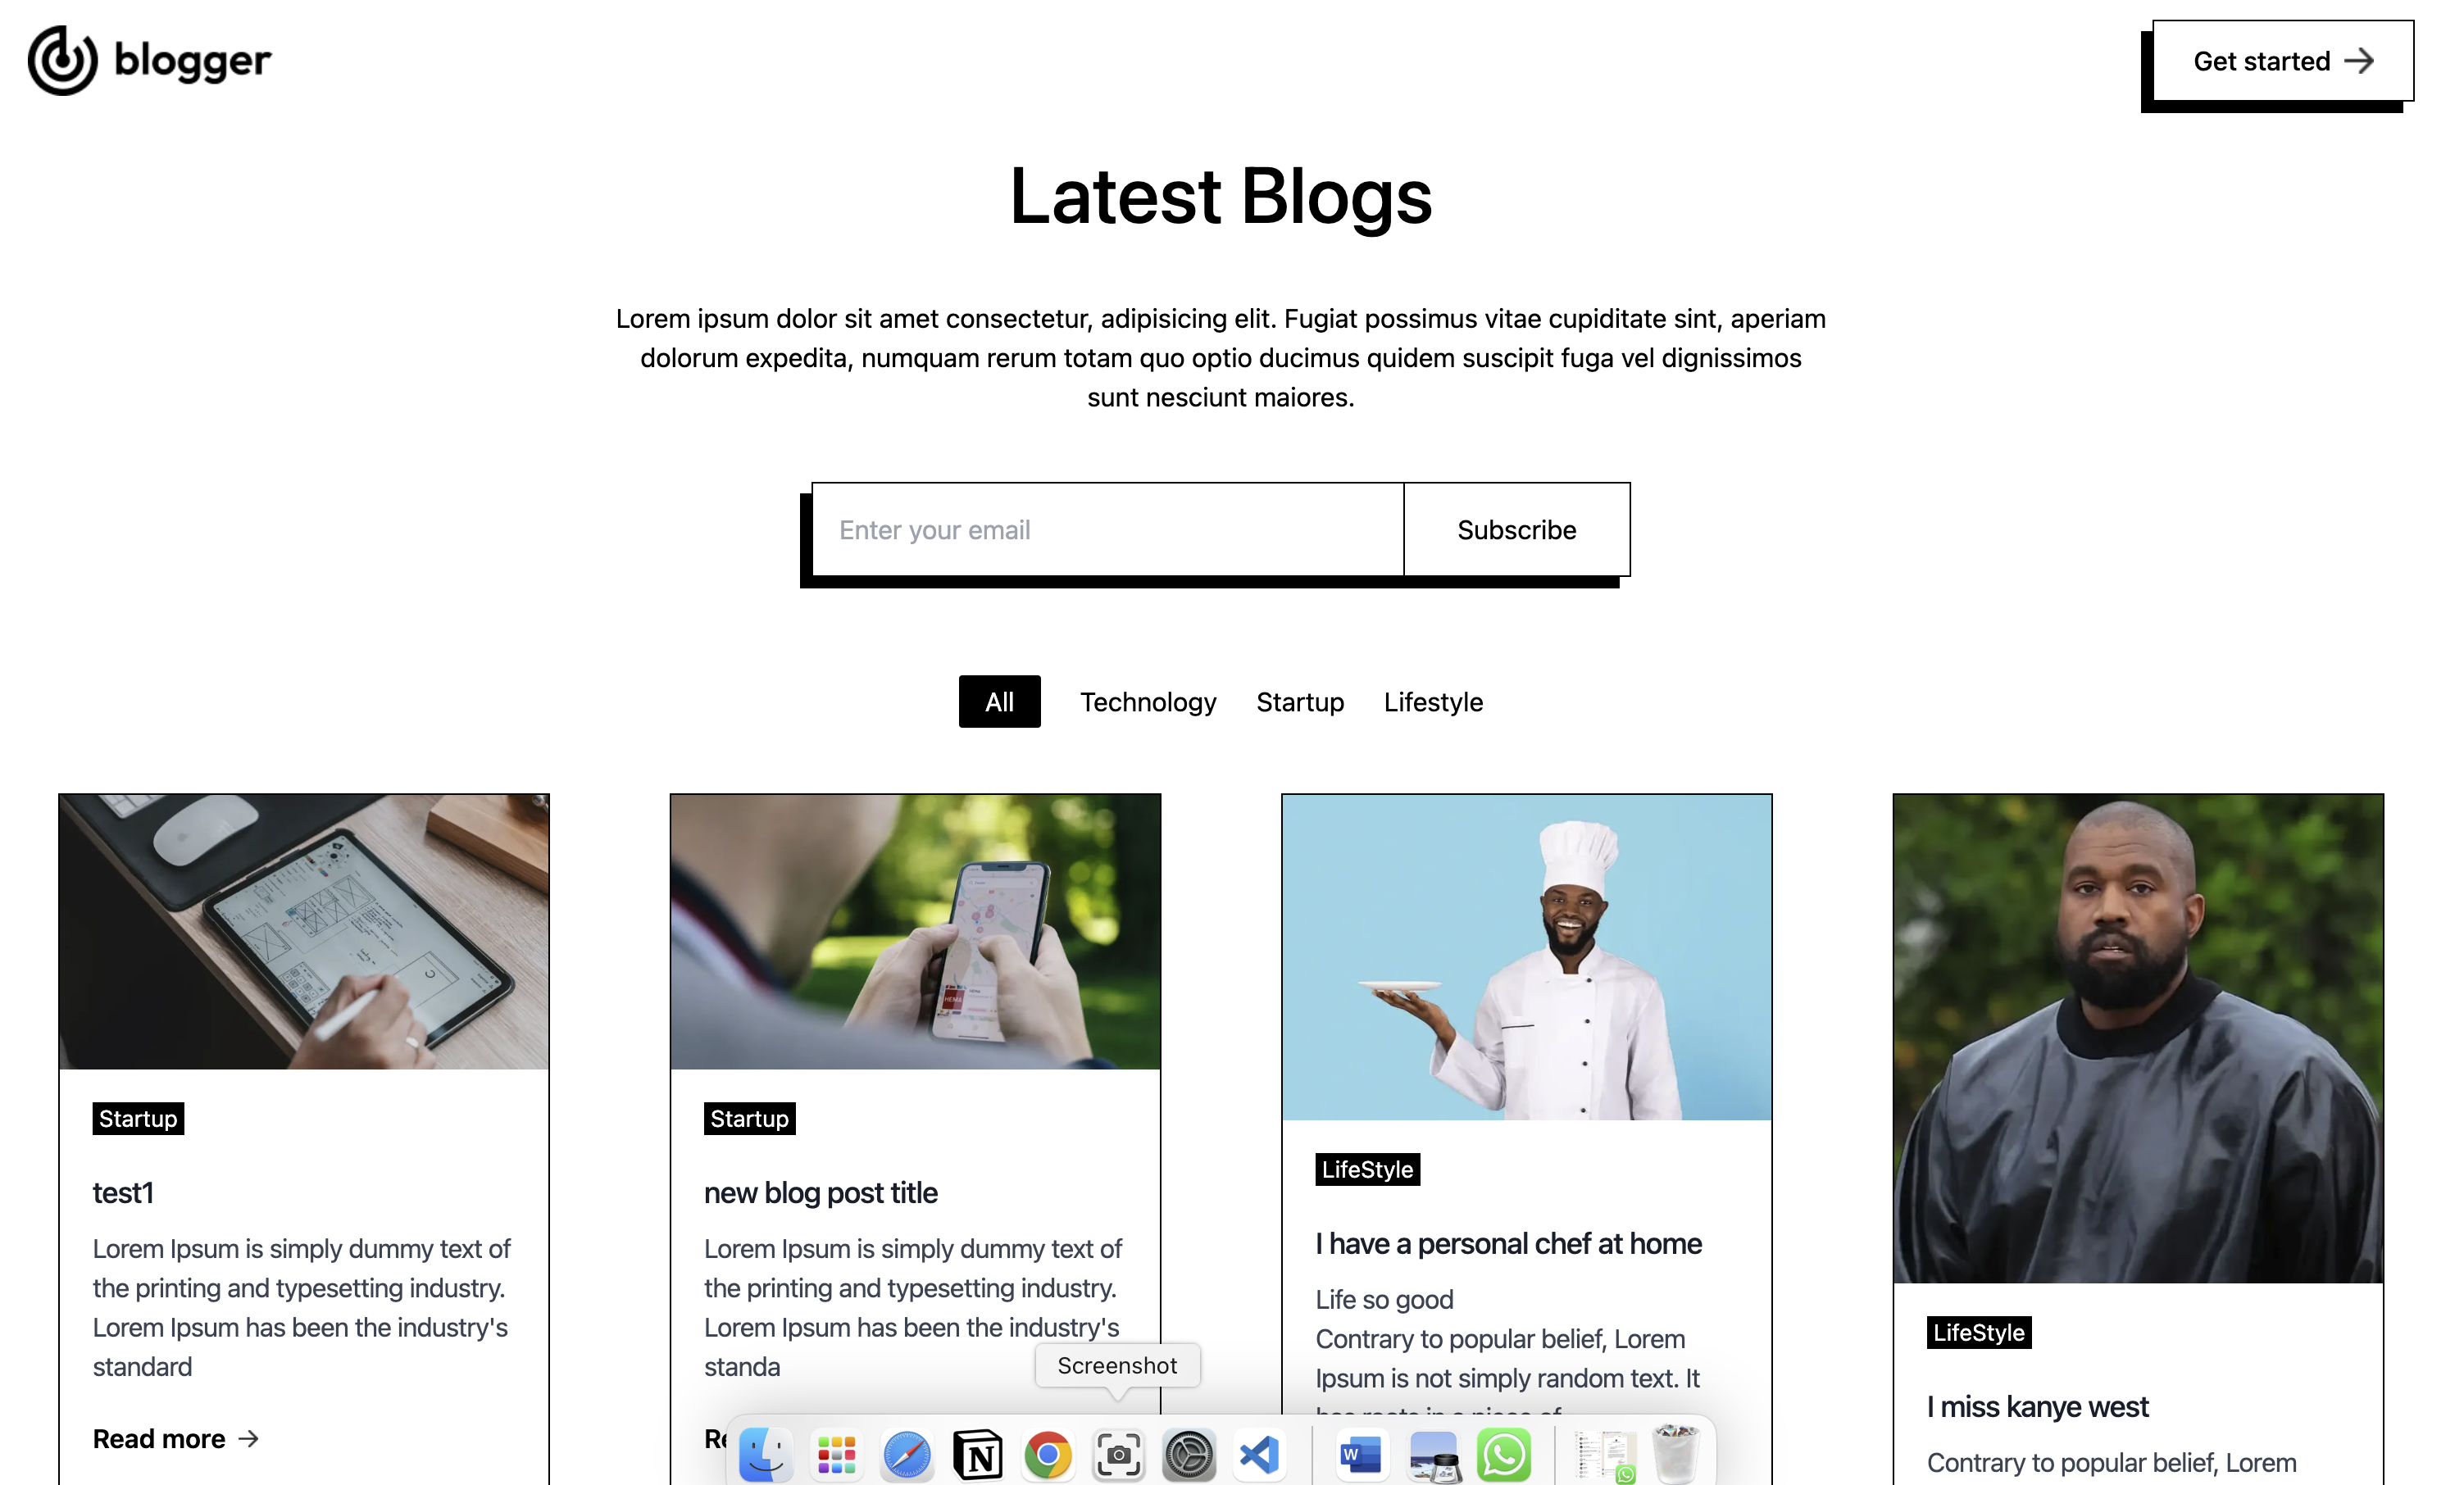 blogger
Get started
Latest Blogs
Lorem ipsum dolor sit amet consectetur, adipisicing elit. Fugiat possimus vitae cupiditate sint, aperiam
dolorum expedita, numquam rerum totam quo optio ducimus quidem suscipit fuga vel dignissimos
sunt nesciunt maiores.
Enter your email
Subscribe
All
Technology
Startup
Lifestyle
Startup
test1
Lorem Ipsum is simply dummy text of
the printing and typesetting industry.
Lorem Ipsum has been the industry's
standard
Read more
HEMA
Startup
new blog post title
Lorem Ipsum is simply dummy text of
the printing and typesetting industry.
Lorem Ipsum has been the industry's
standa
LifeStyle
I have a personal chef at home
Life so good
Contrary to popular belief, Lorem
Ipsum is not simply random text. It
LifeStyle
I miss kanye west
Contrary to popular belief, Lorem
Screenshot
N
W